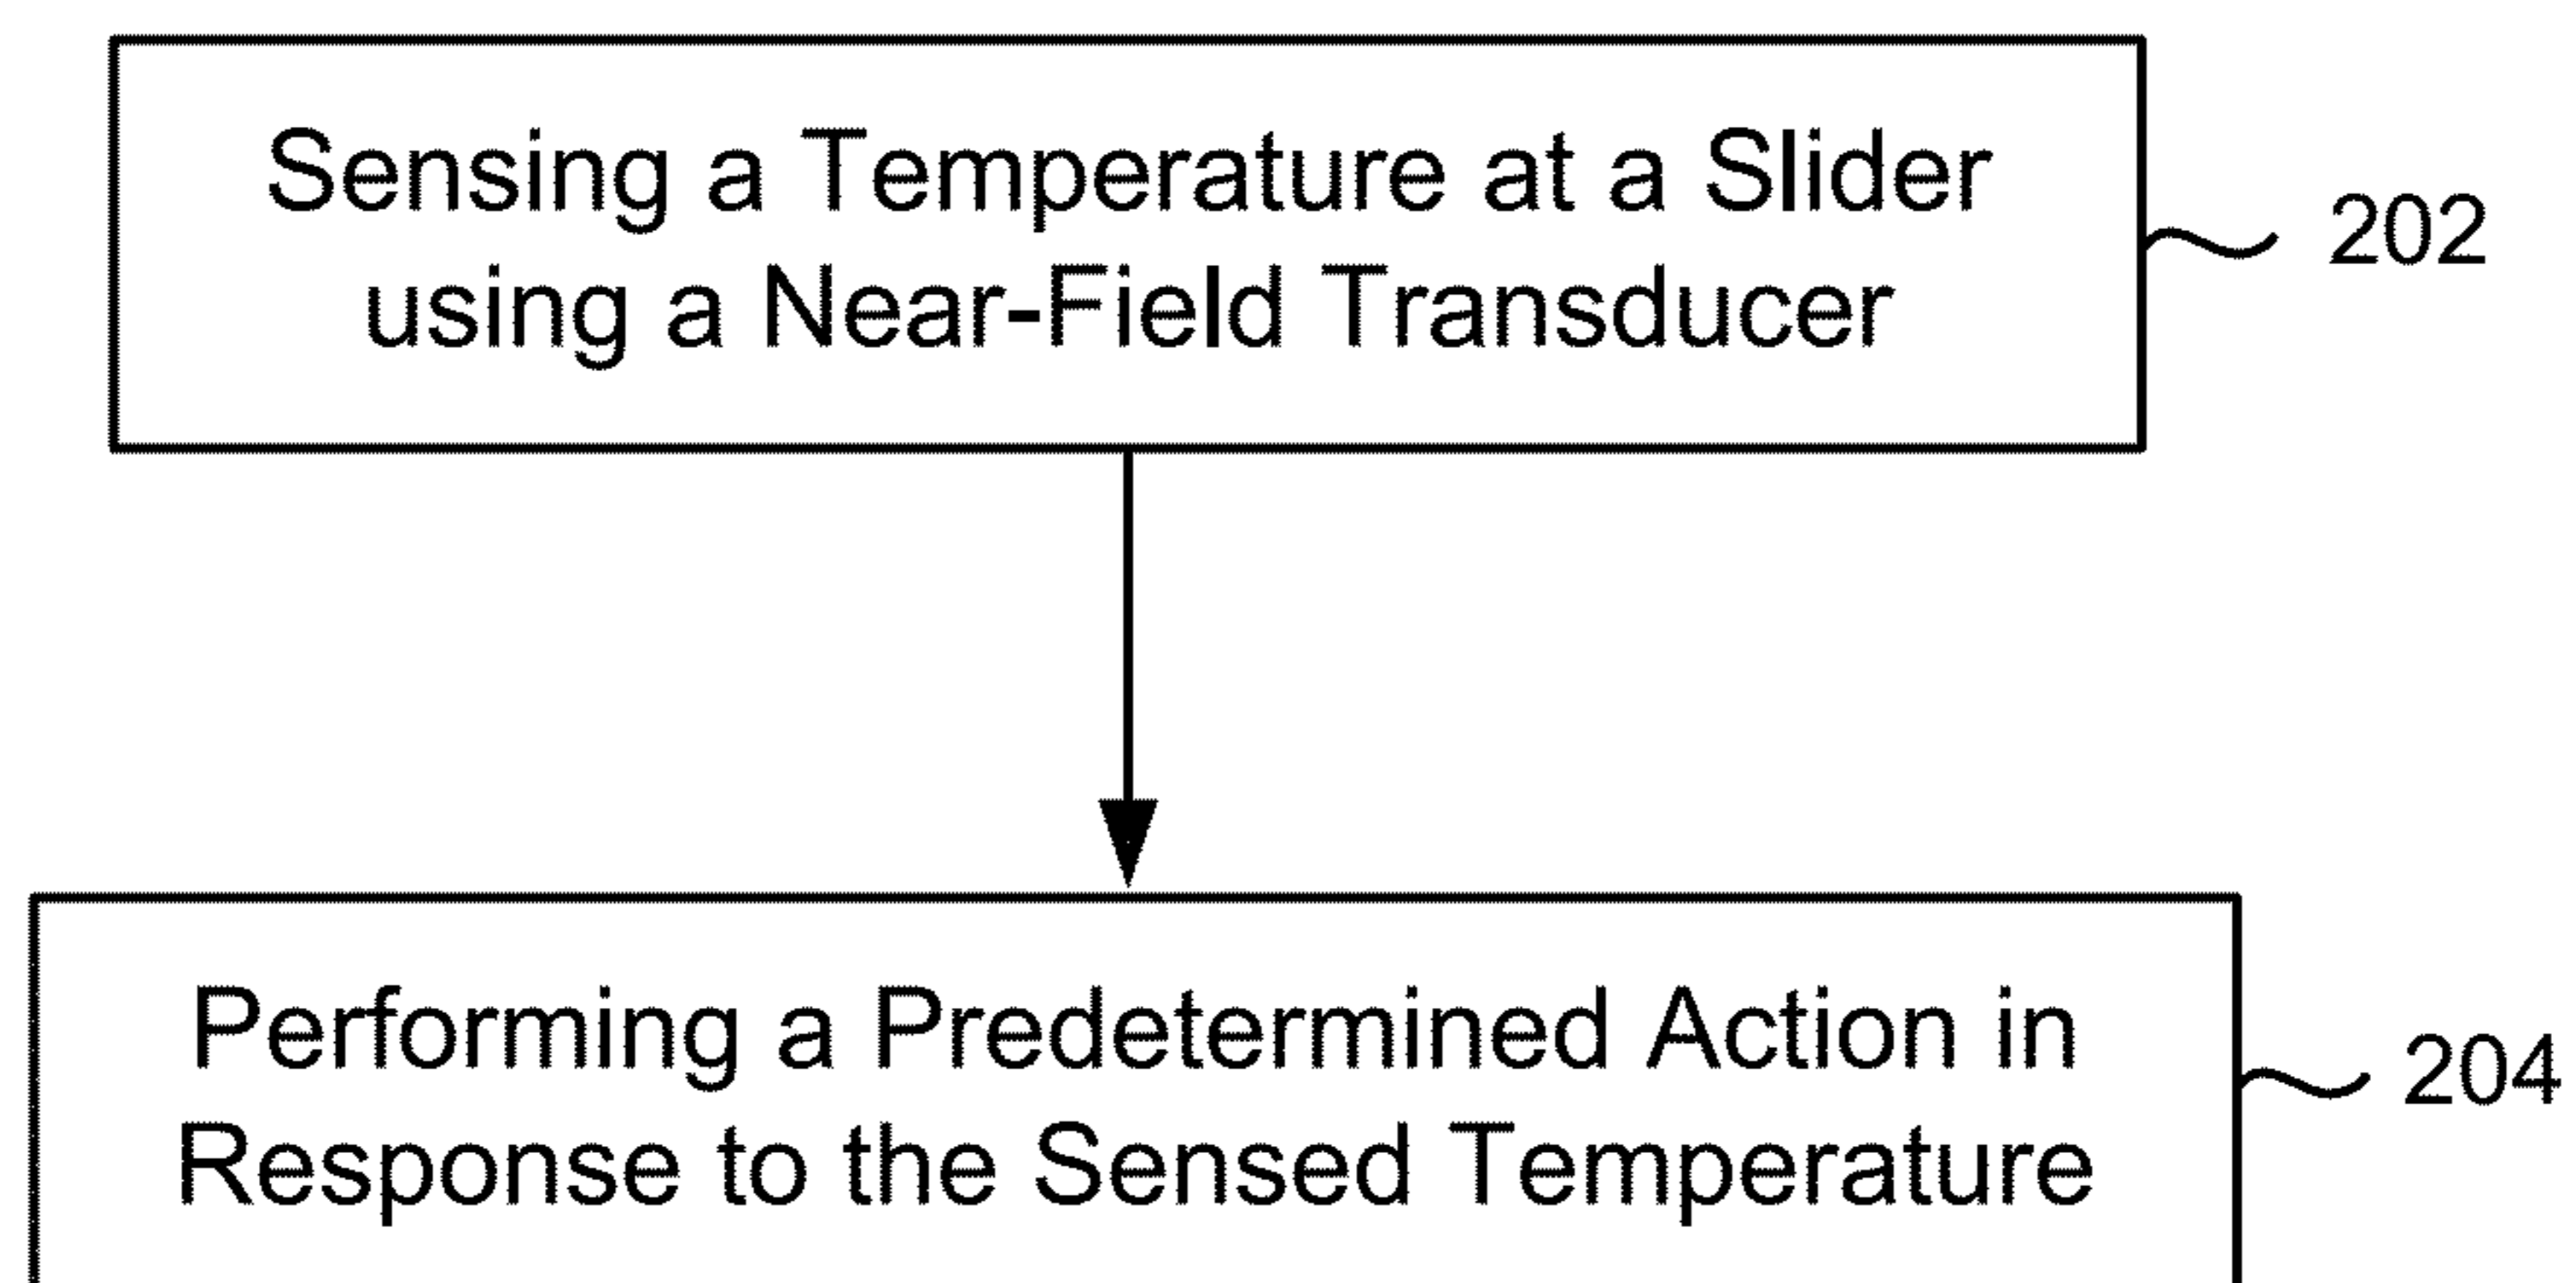 Sensing a Temperature at a Slider
using a Near-Field Transducer
202
Performing a Predetermined Action in
Response to the Sensed Temperature
204